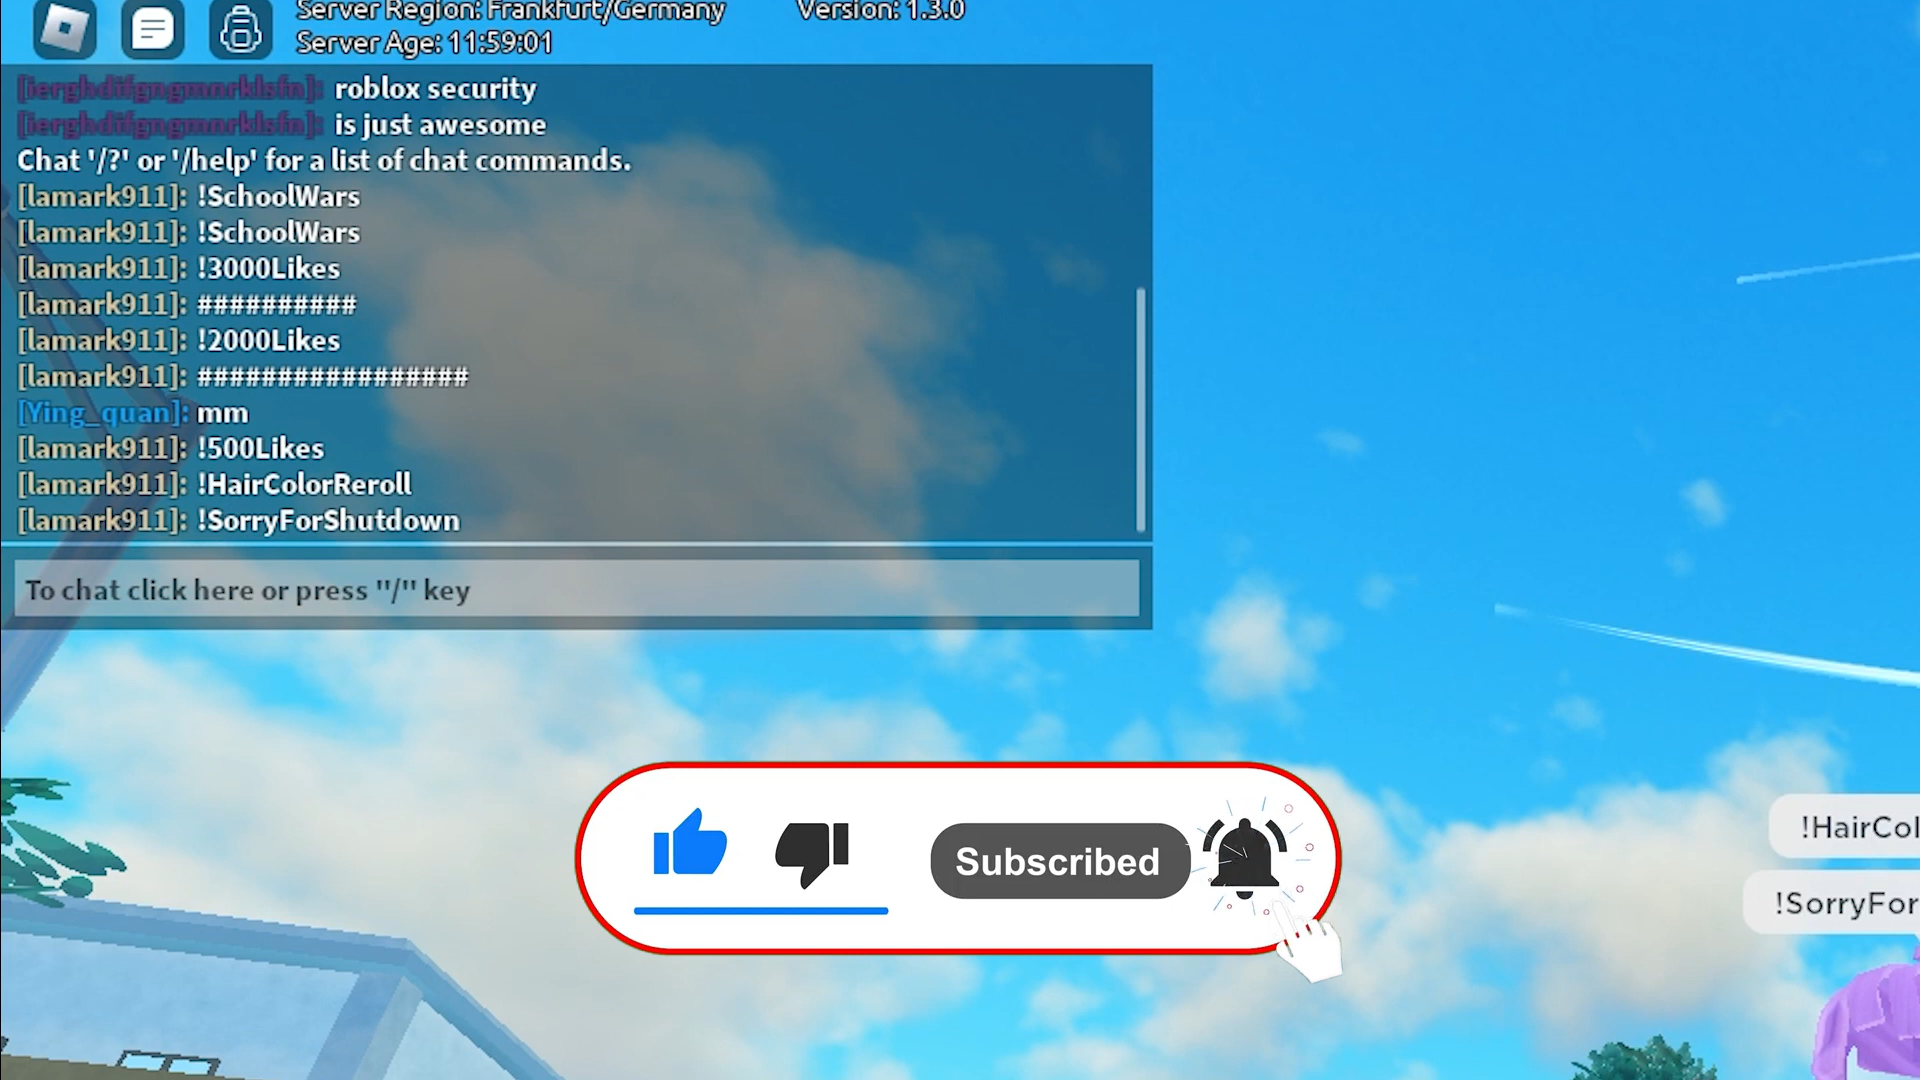 Server Region: Frankfurt/Germany Version: 1.3.0
Server Age: 11:59:01
[ierghdifgngmnrklsfn]: roblox security
[ierghdifgngmnrklsfn]: is just awesome
Chat '/?' or '/help' for a list of chat commands.
[lamark911]: !SchoolWars
[lamark911]: !SchoolWars
[lamark911]: !3000Likes
[lamark911]: ##########
[lamark911]: !2000Likes
[lamark911]: #################
[Ying_quan]: mm
[lamark911]: !500Likes
[lamark911]: !HairColorReroll
[lamark911]: !SorryForShutdown
To chat click here or press "/" key
!HairCol
Subscribed
!SorryFor